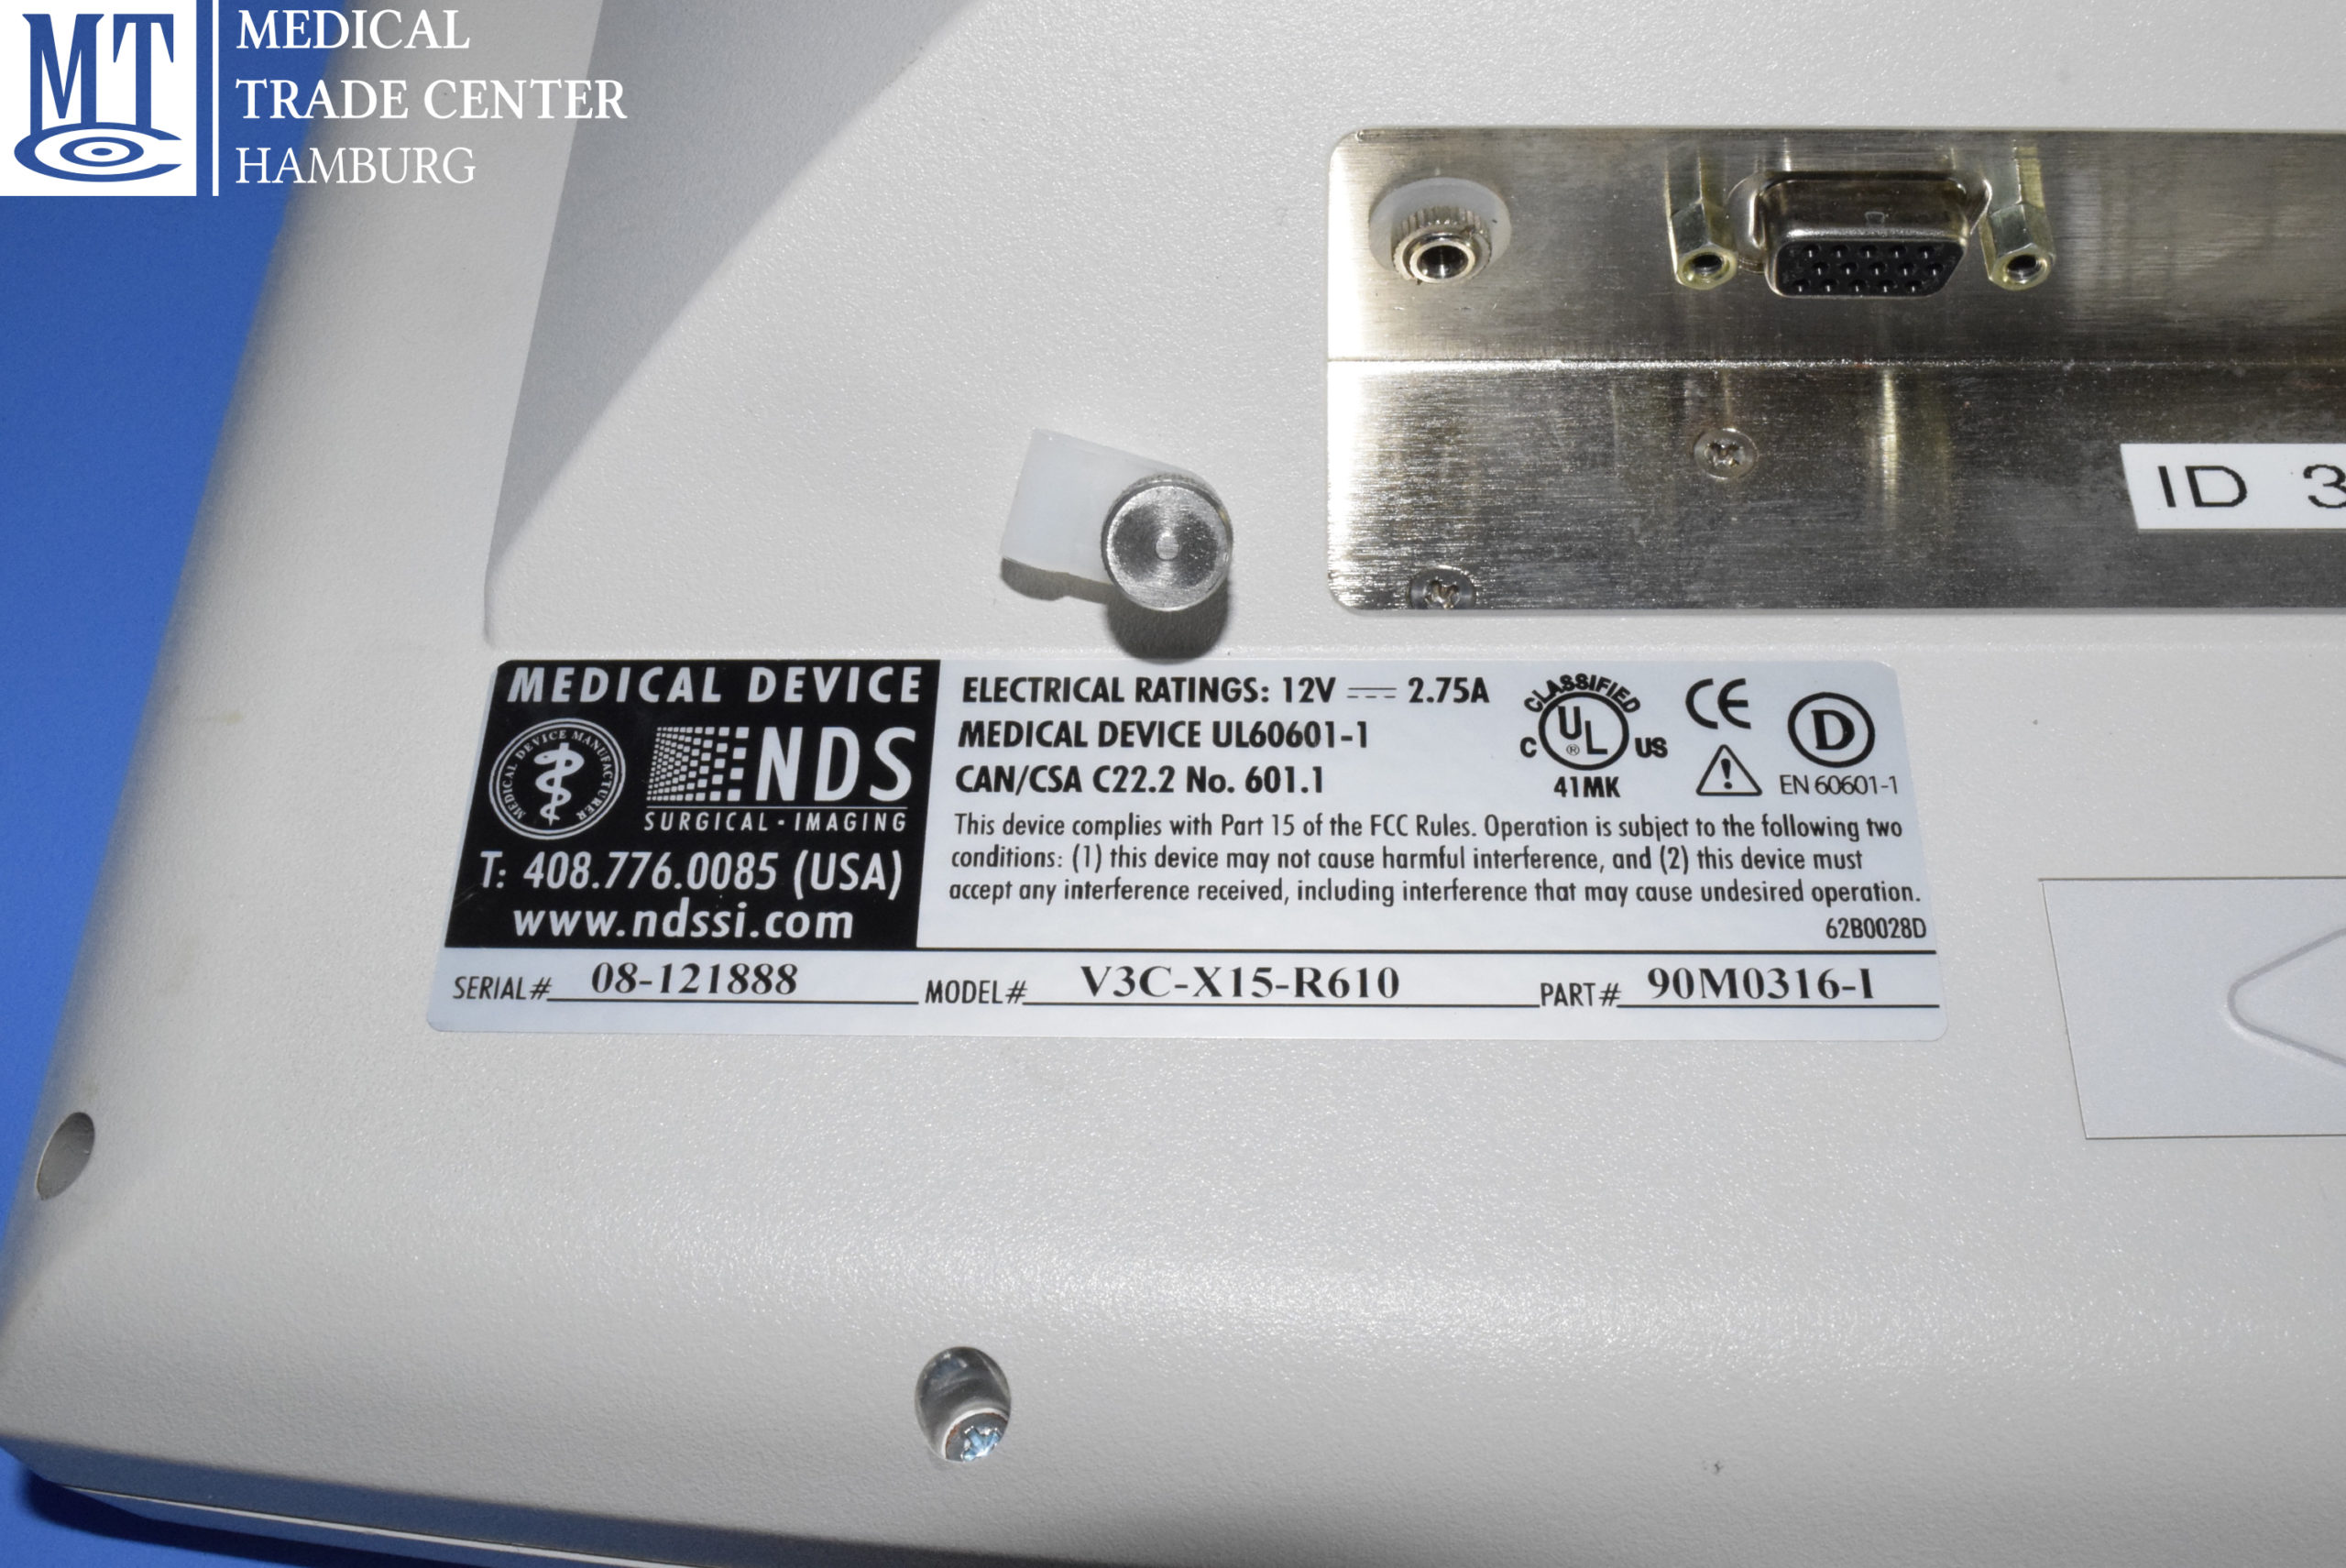 MTC
MEDICAL
TRADE CENTER
HAMBURG
ID 3
MEDICAL DEVICE
MEDICAL DEVICE MANUFACTURER
NDS
SURGICAL-IMAGING
T: 408.776.0085 (USA)
www.ndssi.com
ELECTRICAL RATINGS: 12V 2.75A
MEDICAL DEVICE UL60601-1
CAN/CSA C22.2 No. 601.1
CLASSIFIED
C UL ® US
41MK
CE
D
EN 60601-1
This device complies with Part 15 of the FCC Rules. Operation is subject to the following two
conditions: (1) this device may not cause harmful interference, and (2) this device must
accept any interference received, including interference that may cause undesired operation.
62B0028D
SERIAL# 08-121888 MODEL# V3C-X15-R610 PART# 90M0316-I